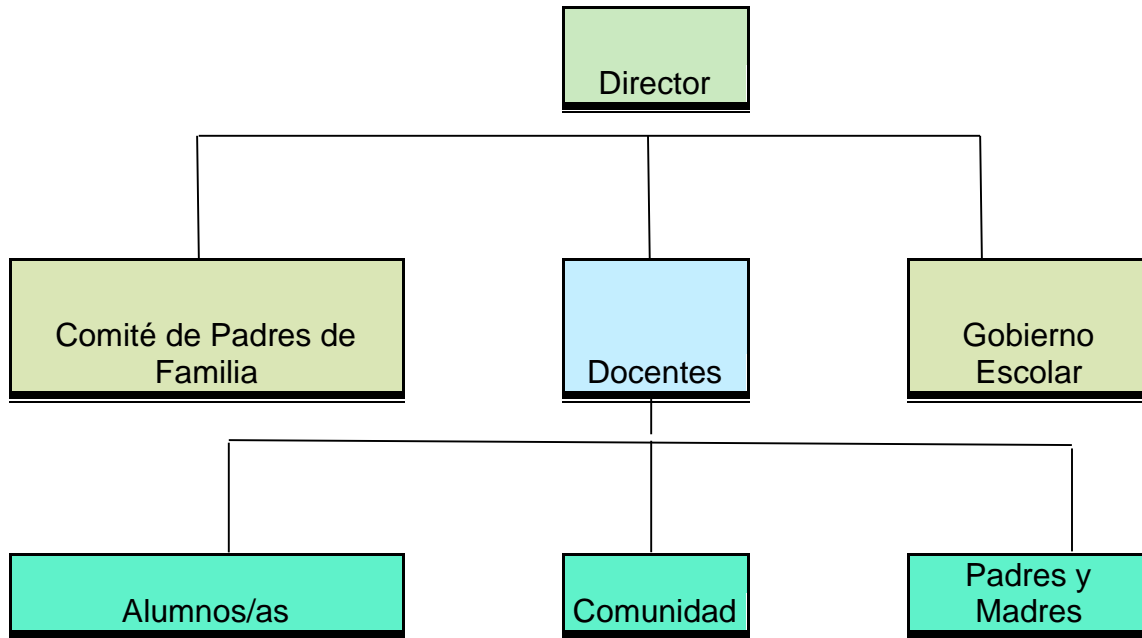 Director
Comité de Padres de
Familia
Docentes
Gobierno
Escolar
Alumnos/as
Comunidad
Padres y
Madres